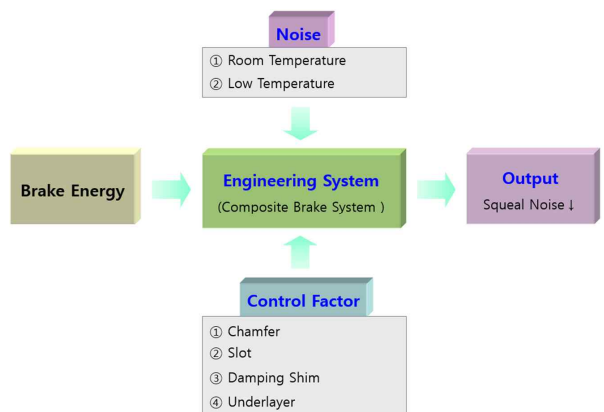 Noise
① Room Temperature
② Low Temperature
Brake Energy
Engineering System
(Composite Brake System )
Output
Squeal Noise↓
Control Factor
① Chamfer
② Slot
③ Damping Shim
④ Underlayer